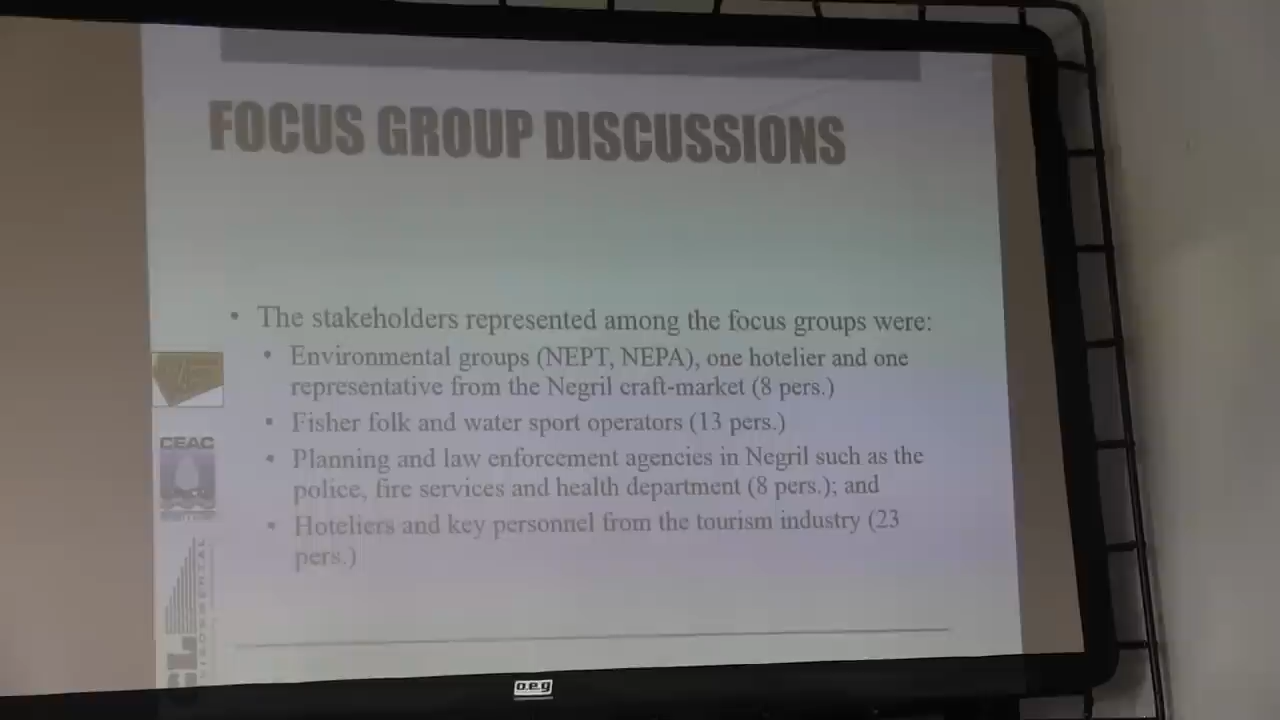 FOCUS GROUP DISCUSSIONS
• The stakeholders represented among the focus groups were:
• Environmental groups (NEPT, NEPA), one hotelier and one
representative from the Negril craft-market (8 pers.)
• Fisher folk and water sport operators (13 pers.)
• Planning and law enforcement agencies in Negril such as the
police, fire services and health department (8 pers.); and
• Hoteliers and key personnel from the tourism industry (23
pers.)
CEAC
oeg